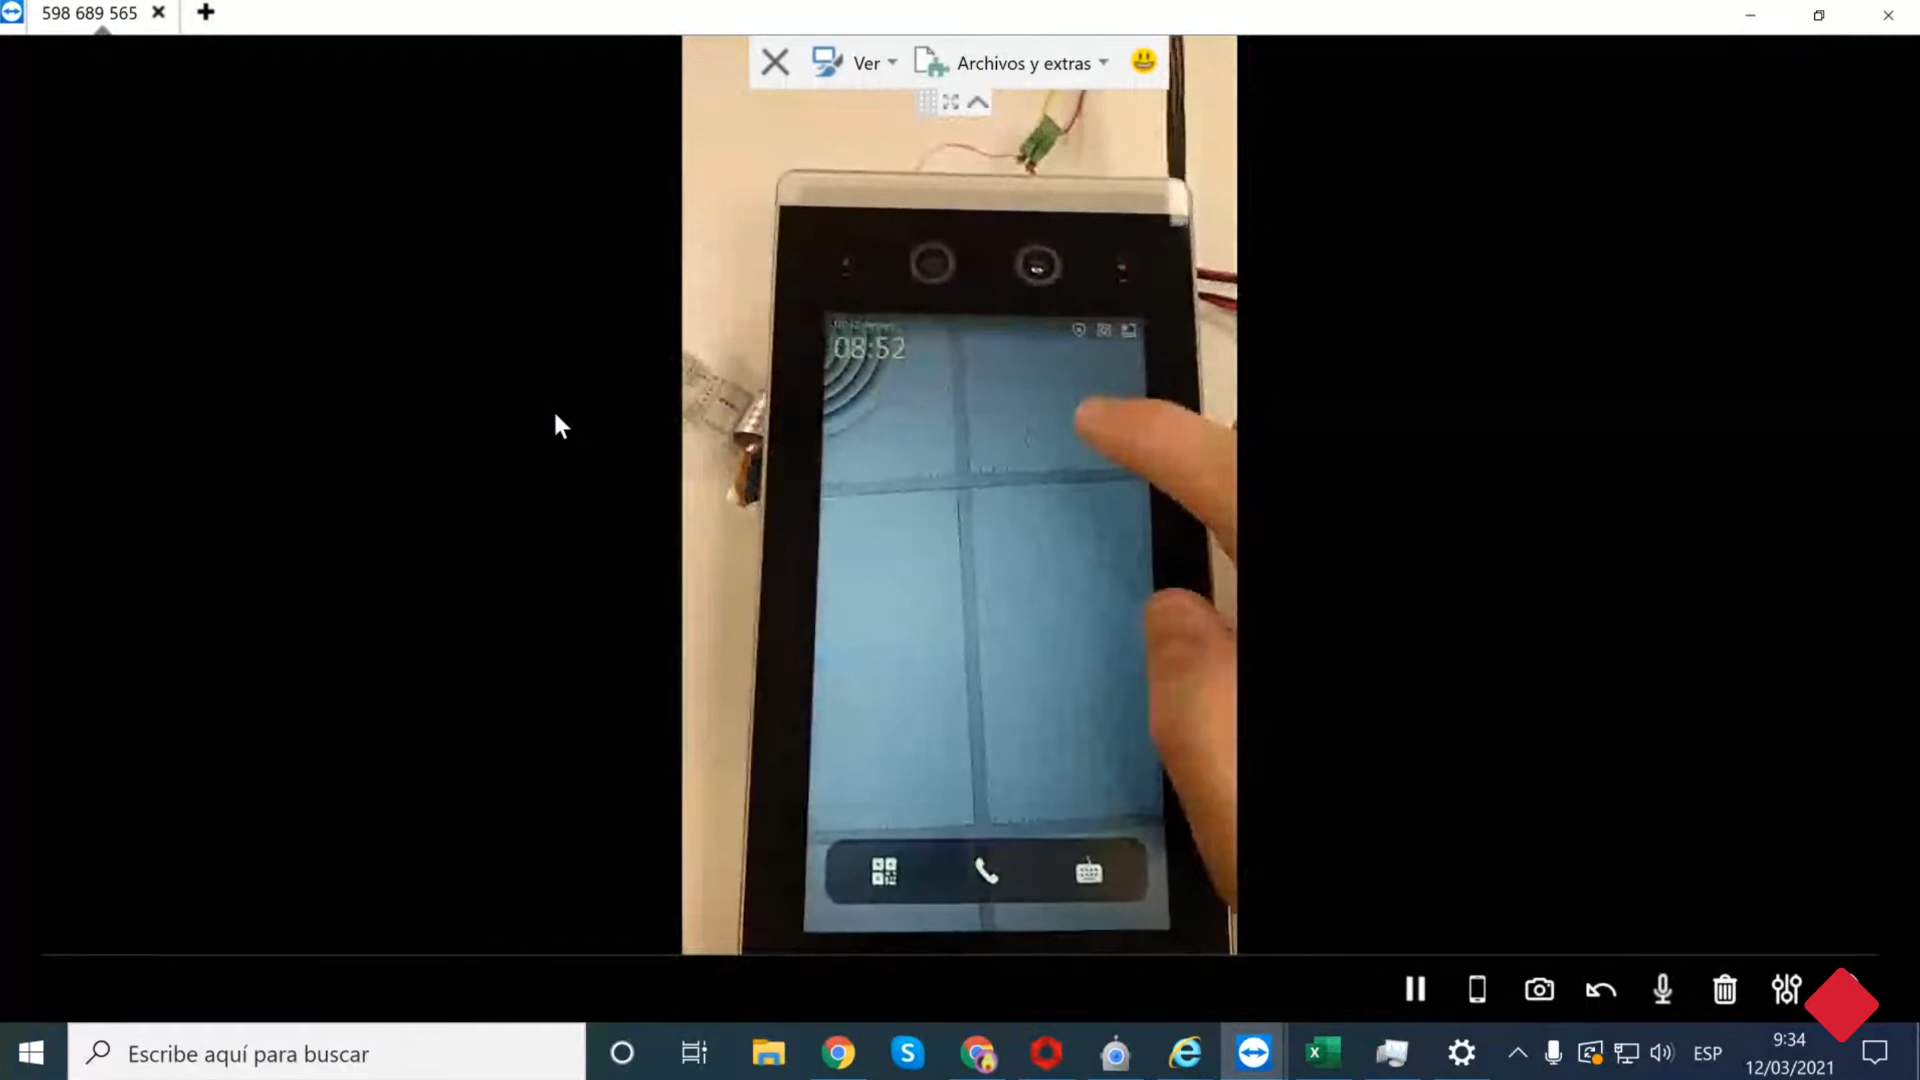 598 689 565
Ver
Archivos y extras
08:52
Escribe aquí para buscar
ESP
9:34
12/03/2021